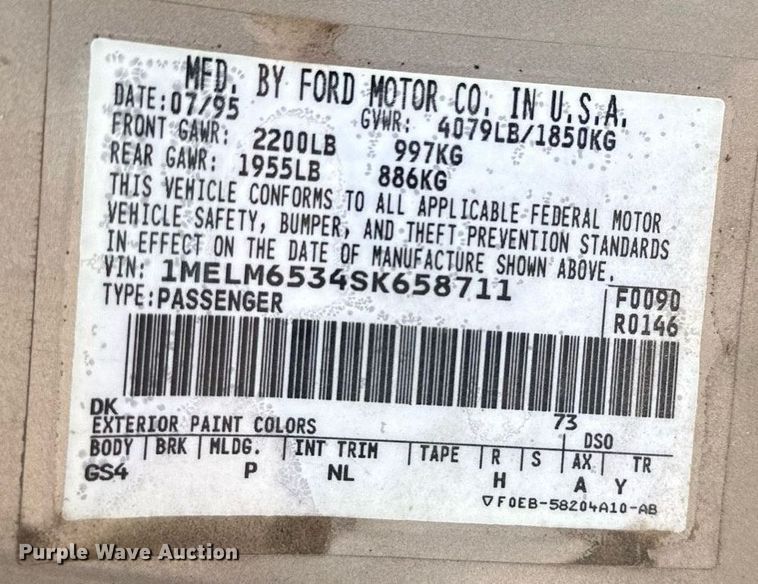 MFD. BY FORD MOTOR CO. IN U.S.A.
DATE: 07/95 GVWR: 4079LB/1850KG
FRONT GAWR: 2200LB 997KG
REAR GAWR: 1955LB 886KG
THIS VEHICLE CONFORMS TO ALL APPLICABLE FEDERAL MOTOR
VEHICLE SAFETY, BUMPER, AND THEFT PREVENTION STANDARDS
IN EFFECT ON THE DATE OF MANUFACTURE SHOWN ABOVE.
VIN: 1MELM6534SK658711
TYPE: PASSENGER
F0090
R0146
DK 73
EXTERIOR PAINT COLORS DSO
BODY BRK MLDG. INT TRIM TAPE R S AX TR
GS4 P NL H A Y
▽F0EB-58204A10-AB
Purple Wave Auction